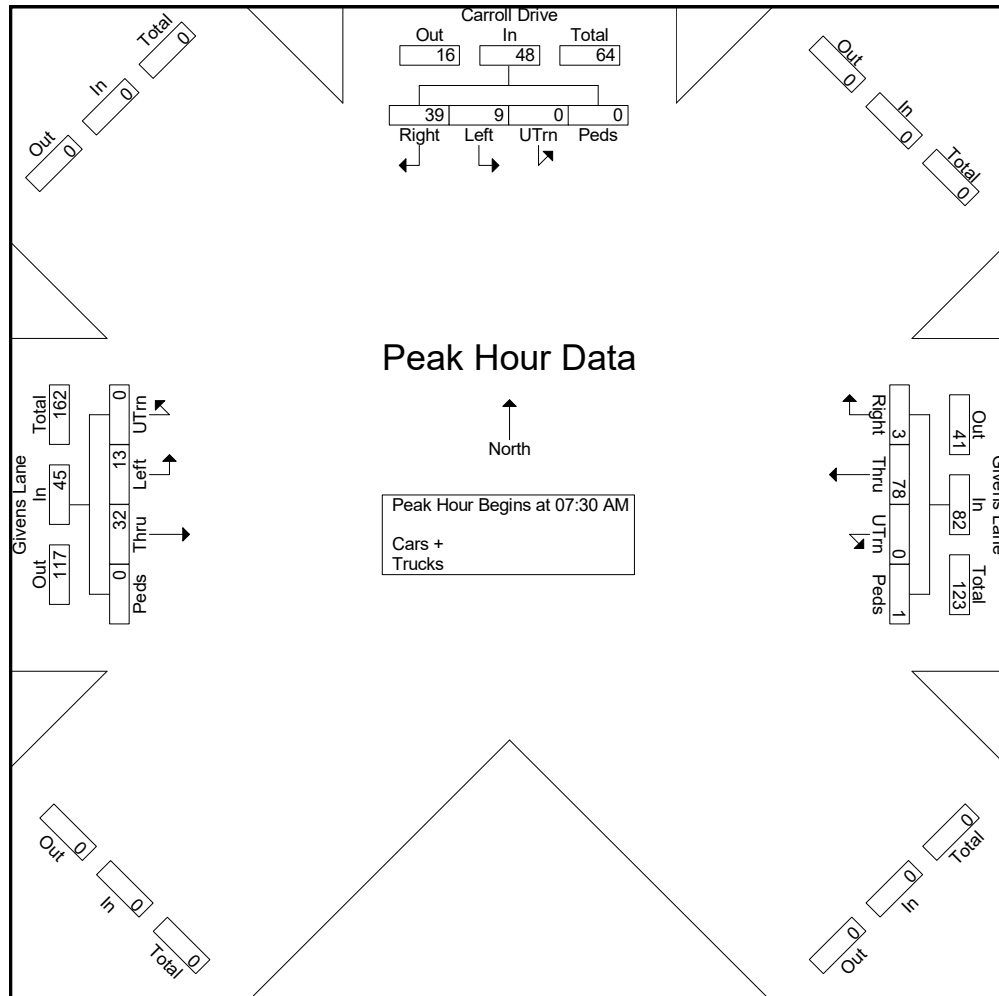 Carroll Drive
Out In Total
16 48 64
39 9 0 0
Right Left UTrn Peds
Total
0
In
0
Out
0
Out
0
In
0
Total
0
Peak Hour Data
North
Peak Hour Begins at 07:30 AM
Cars +
Trucks
Givens Lane
Out In Total
117 45 162
0 32 13 0
Peds Thru Left UTrn
Givens Lane
Out In Total
41 82 123
3 78 0 1
Right Thru UTrn Peds
Out
0
In
0
Total
0
Total
0
In
0
Out
0